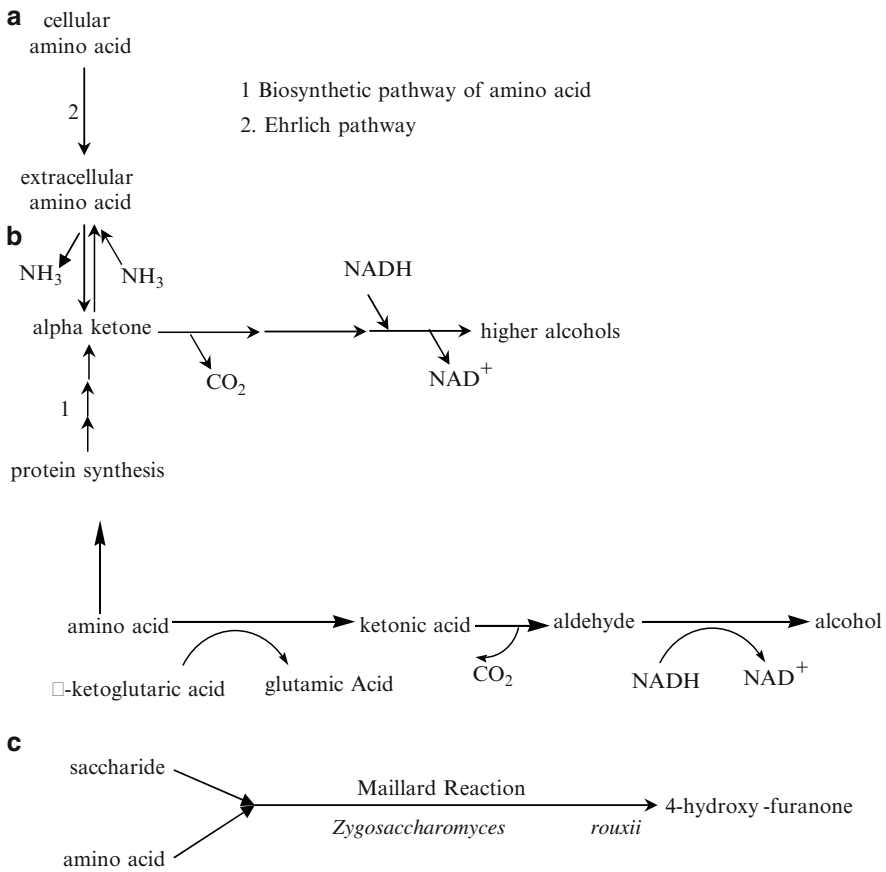 a
cellular
amino acid
1 Biosynthetic pathway of amino acid
2
2. Ehrlich pathway
extracellular
amino acid
b
NH3
NH3
NADH
alpha ketone
higher alcohols
CO2
NAD+
1
protein synthesis
amino acid
ketonic acid
aldehyde
alcohol
□-ketoglutaric acid
glutamic Acid
CO2
NADH
NAD+
c
saccharide
Maillard Reaction
4-hydroxy -furanone
Zygosaccharomyces rouxii
amino acid